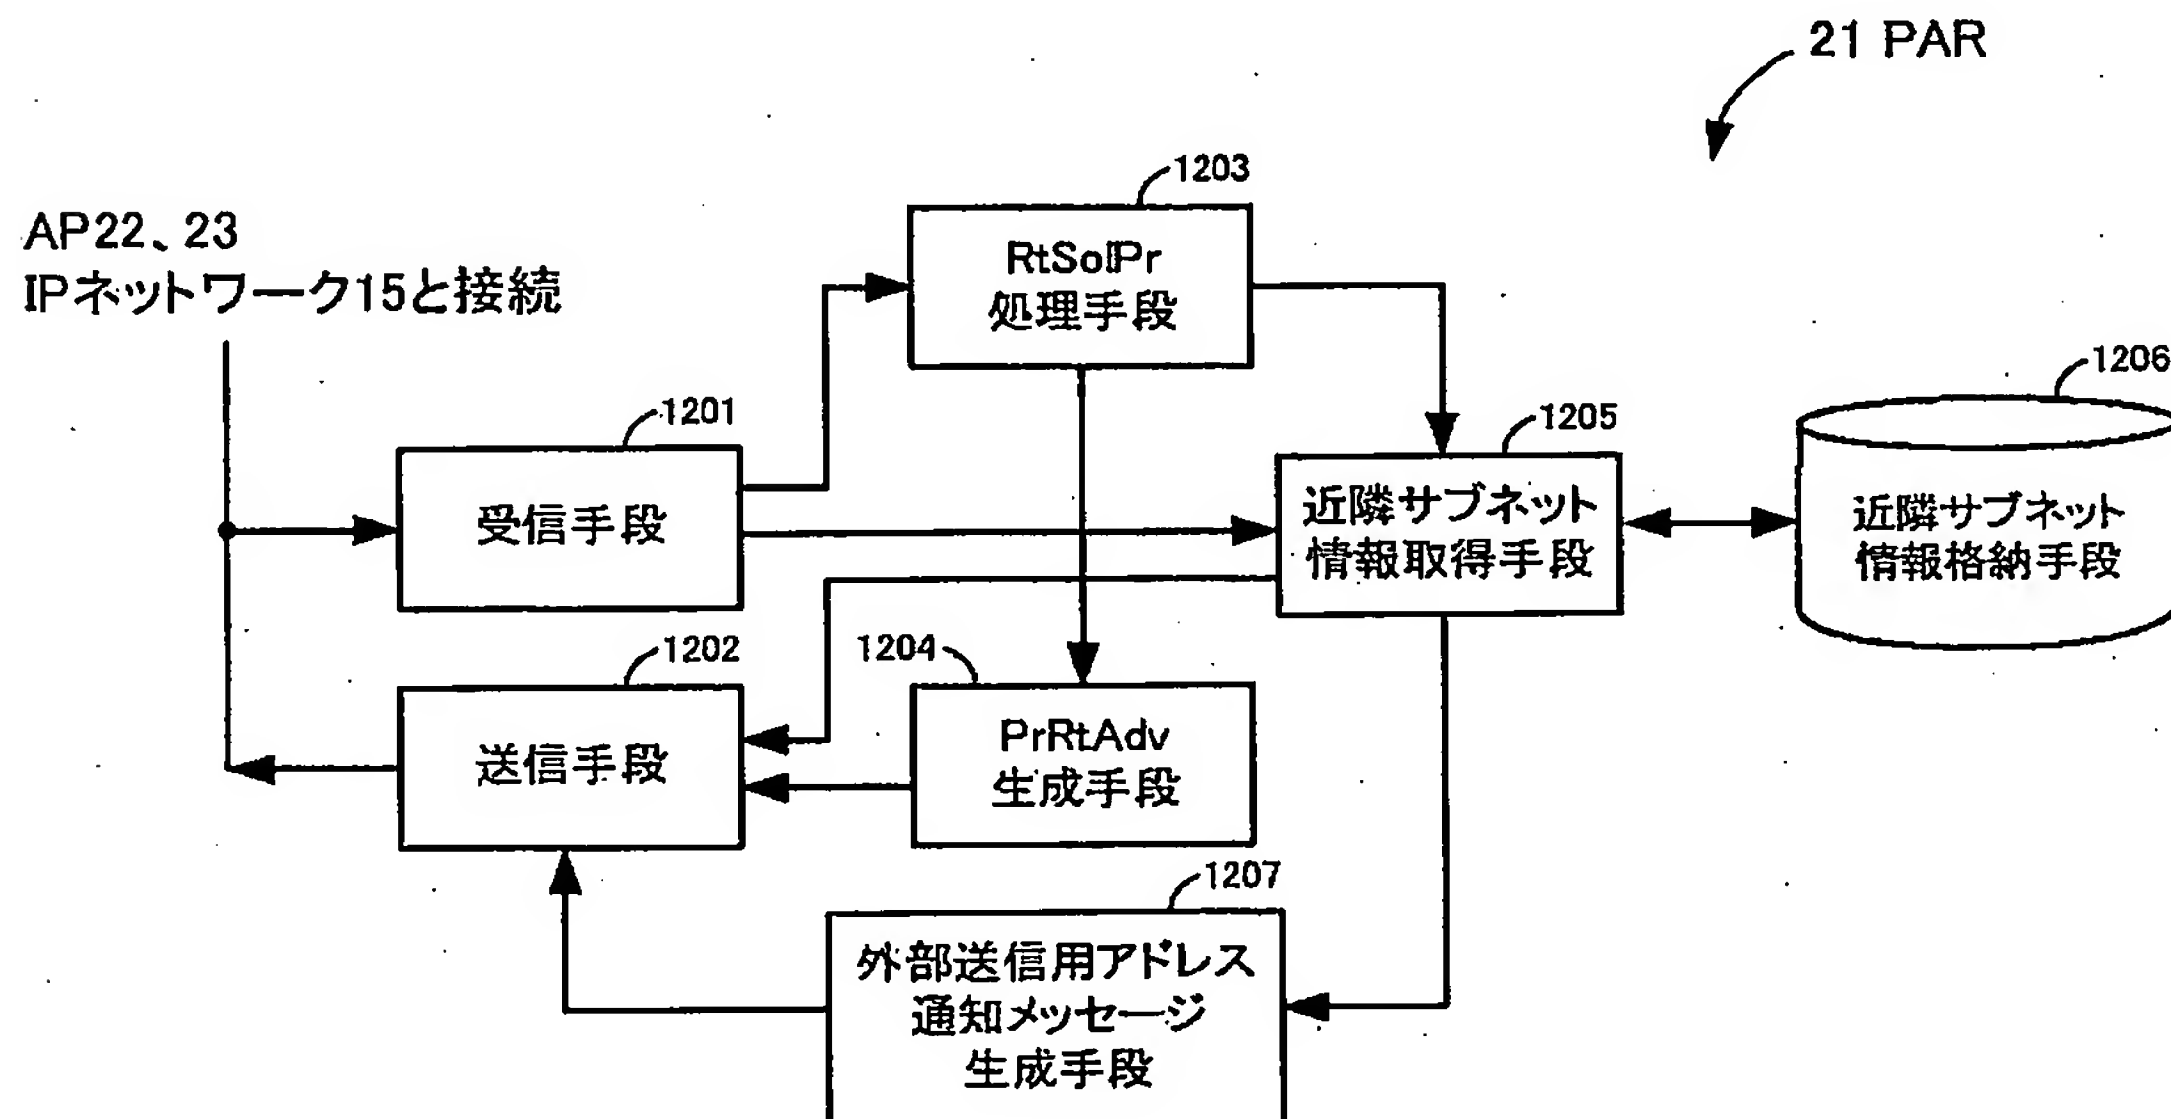 21 PAR
AP22、23
IPネットワーク15と接続
1203
RtSolPr
処理手段
1206
1201
1205
受信手段
近隣サブネット
情報取得手段
近隣サブネット
情報格納手段
1202
1204
送信手段
PrRtAdv
生成手段
1207
外部送信用アドレス
通知メッセージ
生成手段